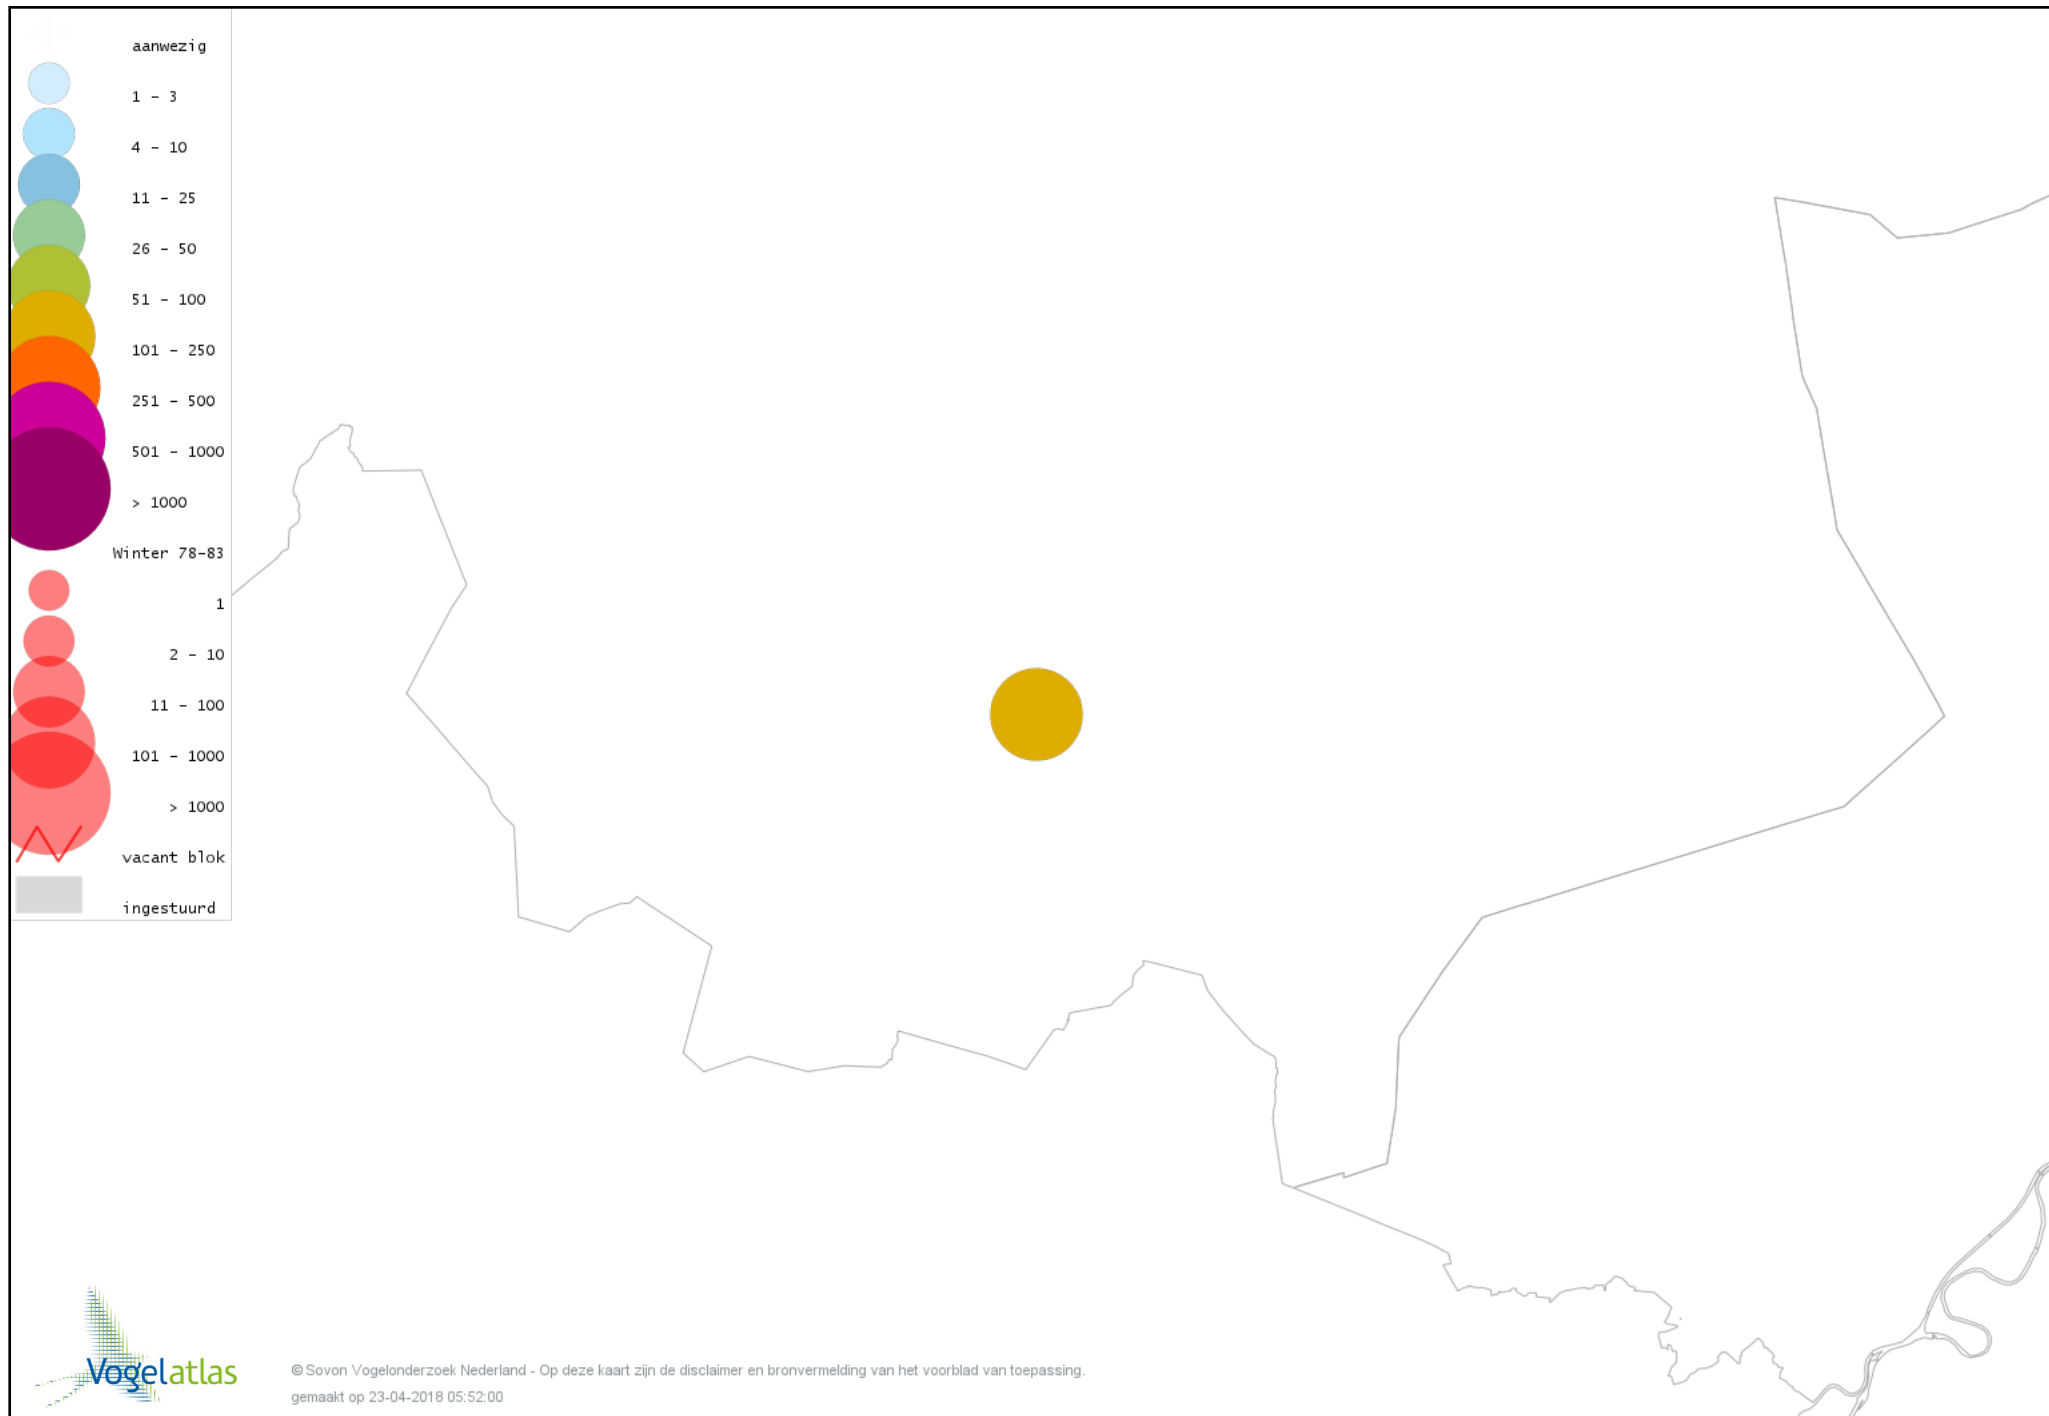 aanwezig
1 - 3
4 - 10
11 - 25
26 - 50
51 - 100
101 - 250
251 - 500
501 - 1000
> 1000
Winter 78-83
1
2 - 10
11 - 100
101 - 1000
> 1000
vacant blok
ingestuurd
Vogelatlas
© Sovon Vogelonderzoek Nederland - Op deze kaart zijn de disclaimer en bronvermelding van het voorblad van toepassing.
gemaakt op 23-04-2018 05:52:00